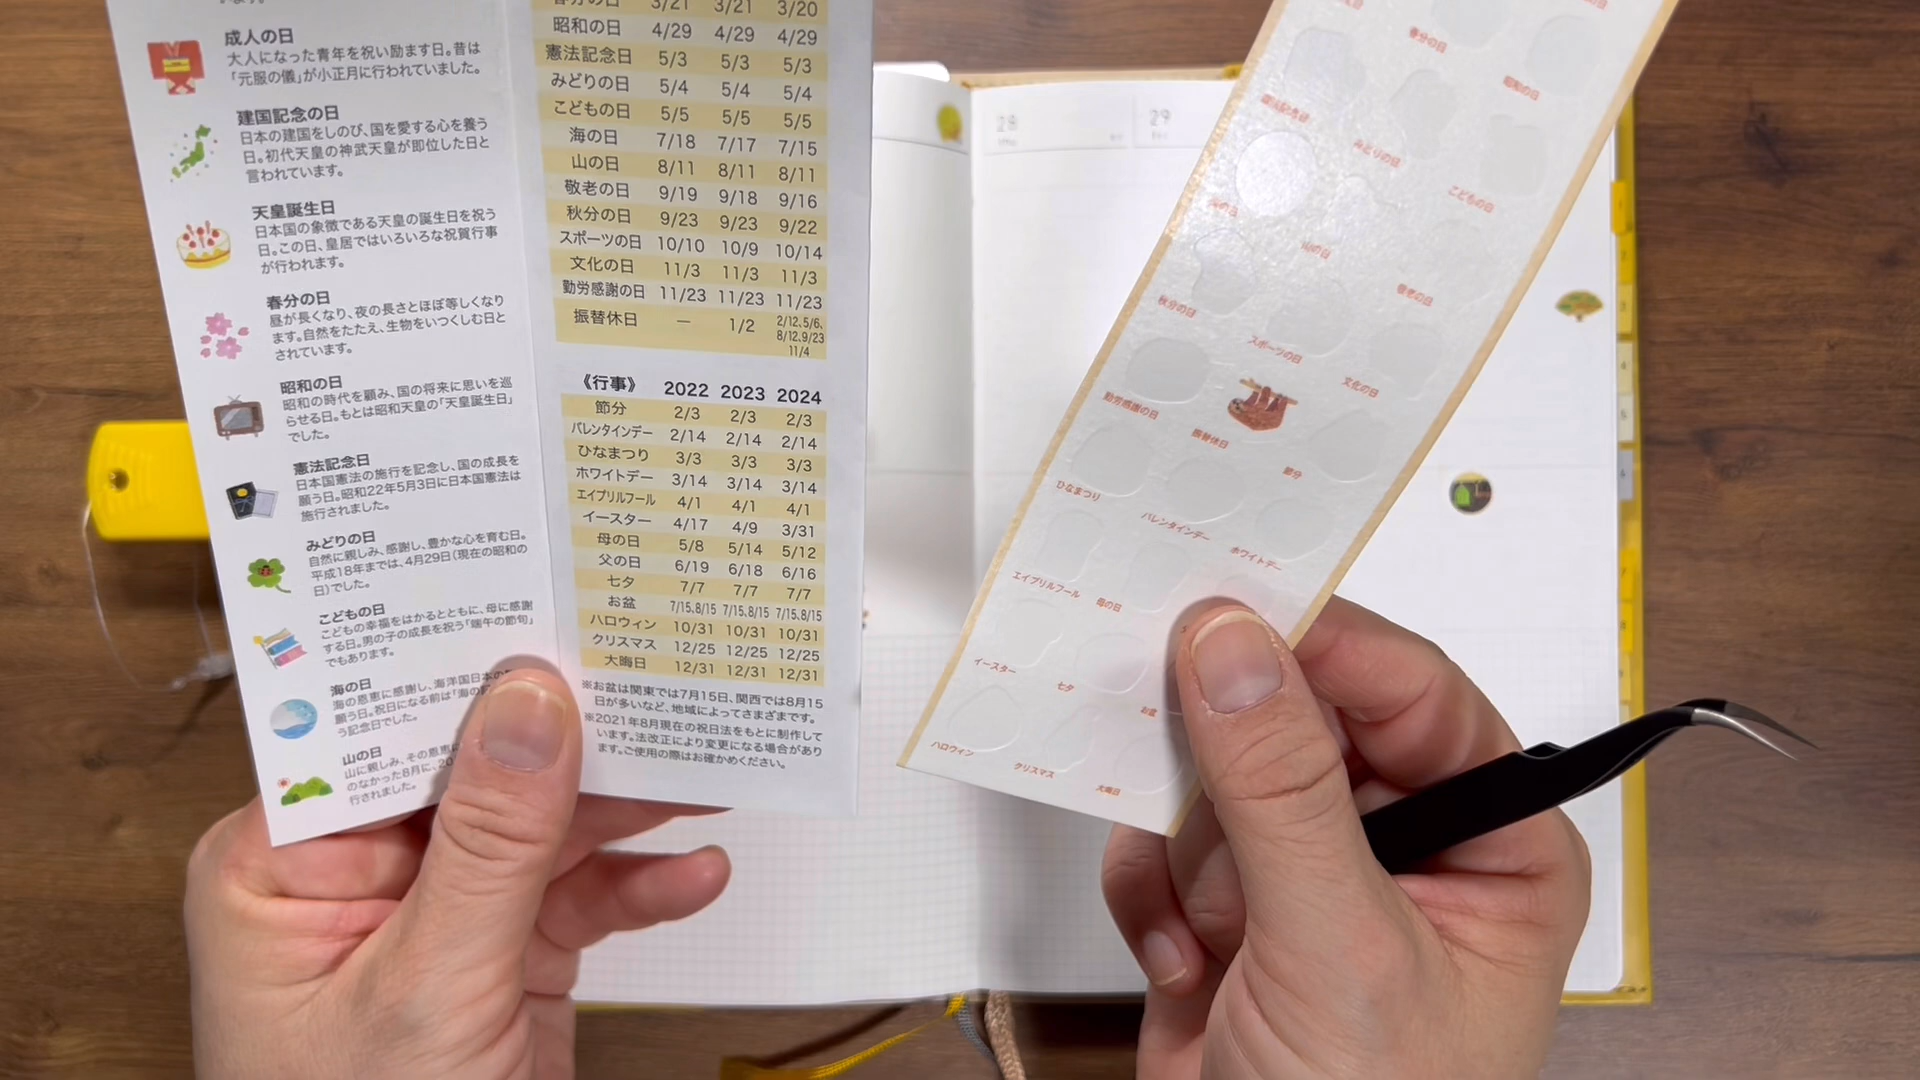 成人の日
大人になった青年を祝い励ます日。昔は
「元服の儀」が小正月に行われていました。
建国記念の日
日本の建国をしのび、国を愛する心を養う
日。初代天皇の神武天皇が即位した日と
言われています。
天皇誕生日
日本国の象徴である天皇の誕生日を祝う
日。この日、皇居ではいろいろな祝賀行事
が行われます。
春分の日
昼が長くなり、夜の長さとほぼ等しくなり
ます。自然をたたえ、生物をいつくしむ日と
されています。
昭和の日
昭和の時代を顧み、国の将来に思いを巡
らせる日。もとは昭和天皇の「天皇誕生日」
でした。
憲法記念日
日本国憲法の施行を記念し、国の成長を
願う日。昭和22年5月3日に日本国憲法は
施行されました。
みどりの日
自然に親しみ、感謝し、豊かな心を育む日。
平成18年までは、4月29日(現在の昭和の
日)でした。
こどもの日
こどもの幸福をはかるとともに、母に感謝
する日。男の子の成長を祝う「端午の節句」
でもあります。
海の日
海の恩恵に感謝し、海洋国日本の
願う日。祝日になる前は「海の記
念日でした。
山の日
山に親しみ、その恩恵に
のなかった8月に、20
行されました。
春分の日 3/21 3/21 3/20
昭和の日 4/29 4/29 4/29
憲法記念日 5/3 5/3 5/3
みどりの日 5/4 5/4 5/4
こどもの日 5/5 5/5 5/5
海の日 7/18 7/17 7/15
山の日 8/11 8/11 8/11
敬老の日 9/19 9/18 9/16
秋分の日 9/23 9/23 9/22
スポーツの日 10/10 10/9 10/14
文化の日 11/3 11/3 11/3
勤労感謝の日 11/23 11/23 11/23
振替休日 — 1/2 2/12、5/6、
8/12、9/23
11/4
《行事》 2022 2023 2024
節分 2/3 2/3 2/3
バレンタインデー 2/14 2/14 2/14
ひなまつり 3/3 3/3 3/3
ホワイトデー 3/14 3/14 3/14
エイプリルフール 4/1 4/1 4/1
イースター 4/17 4/9 3/31
母の日 5/8 5/14 5/12
父の日 6/19 6/18 6/16
七夕 7/7 7/7 7/7
お盆 7/15、8/15 7/15、8/15 7/15、8/15
ハロウィン 10/31 10/31 10/31
クリスマス 12/25 12/25 12/25
大晦日 12/31 12/31 12/31
※お盆は関東では7月15日、関西では8月15
日が多いなど、地域によってさまざまです。
※2021年8月現在の祝日法をもとに制作して
います。法改正により変更になる場合があり
ます。ご使用の際はお確かめください。
28
29
春分の日
昭和の日
憲法記念日
みどりの日
こどもの日
海の日
山の日
敬老の日
秋分の日
スポーツの日
文化の日
勤労感謝の日
振替休日
節分
ひなまつり
バレンタインデー
ホワイトデー
エイプリルフール
母の日
イースター
七夕
お盆
ハロウィン
クリスマス
大晦日